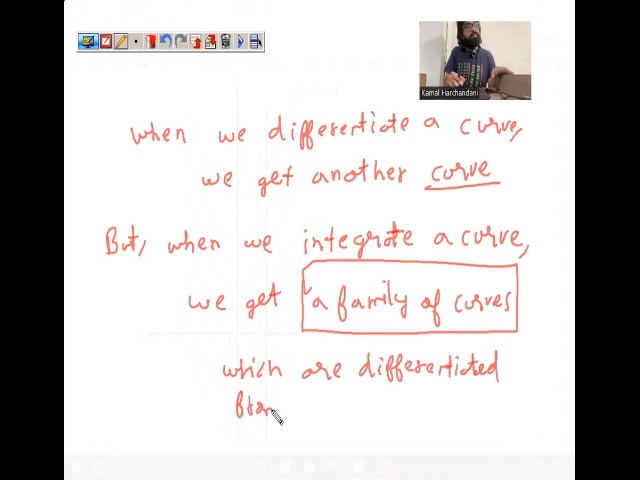 Kamal Harchandani
when we differentiate a curve,
we get another curve
But, when we integrate a curve,
we get a family of curves
which are differentiated